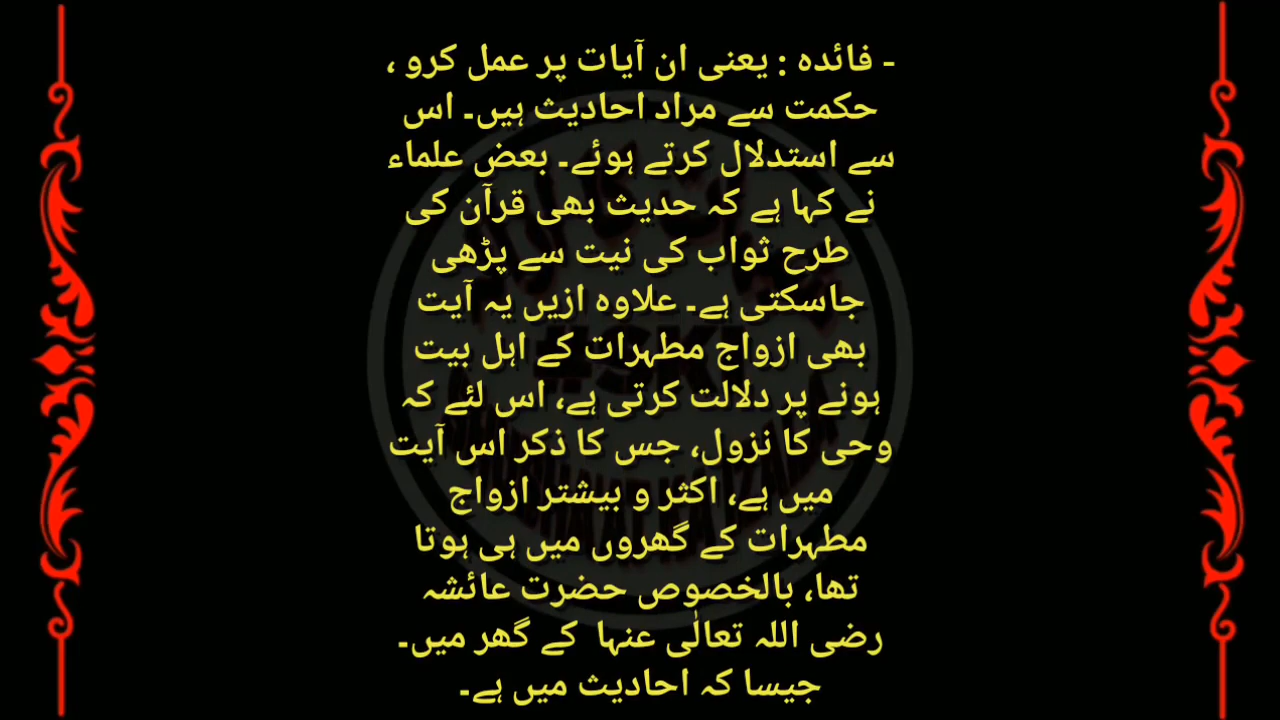 - فائدہ : یعنی ان آیات پر عمل کرو ،
حکمت سے مراد احادیث ہیں۔ اس
سے استدلال کرتے ہوئے۔ بعض علماء
نے کہا ہے کہ حدیث بھی قرآن کی
طرح ثواب کی نیت سے پڑھی
جاسکتی ہے۔ علاوہ ازیں یہ آیت
بھی ازواج مطہرات کے اہل بیت
ہونے پر دلالت کرتی ہے، اس لئے کہ
وحی کا نزول، جس کا ذکر اس آیت
میں ہے، اکثر و بیشتر ازواج
مطہرات کے گھروں میں ہی ہوتا
تھا، بالخصوص حضرت عائشہ
رضی اللہ تعالٰی عنہا کے گھر میں۔
جیسا کہ احادیث میں ہے۔